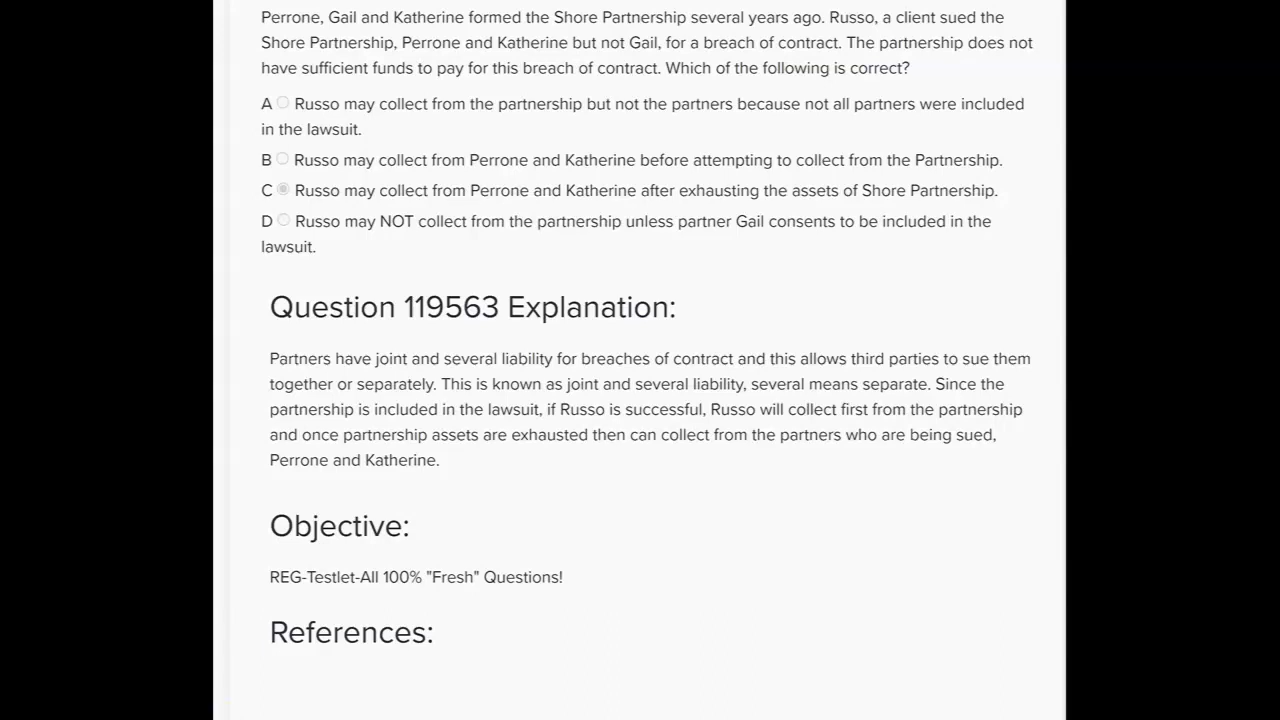 Perrone, Gail and Katherine formed the Shore Partnership several years ago. Russo, a client sued the
Shore Partnership, Perrone and Katherine but not Gail, for a breach of contract. The partnership does not
have sufficient funds to pay for this breach of contract. Which of the following is correct?
A Russo may collect from the partnership but not the partners because not all partners were included
in the lawsuit.
B Russo may collect from Perrone and Katherine before attempting to collect from the Partnership.
C Russo may collect from Perrone and Katherine after exhausting the assets of Shore Partnership.
D Russo may NOT collect from the partnership unless partner Gail consents to be included in the
lawsuit.
Question 119563 Explanation:
Partners have joint and several liability for breaches of contract and this allows third parties to sue them
together or separately. This is known as joint and several liability, several means separate. Since the
partnership is included in the lawsuit, if Russo is successful, Russo will collect first from the partnership
and once partnership assets are exhausted then can collect from the partners who are being sued,
Perrone and Katherine.
Objective:
REG-Testlet-All 100% "Fresh" Questions!
References: